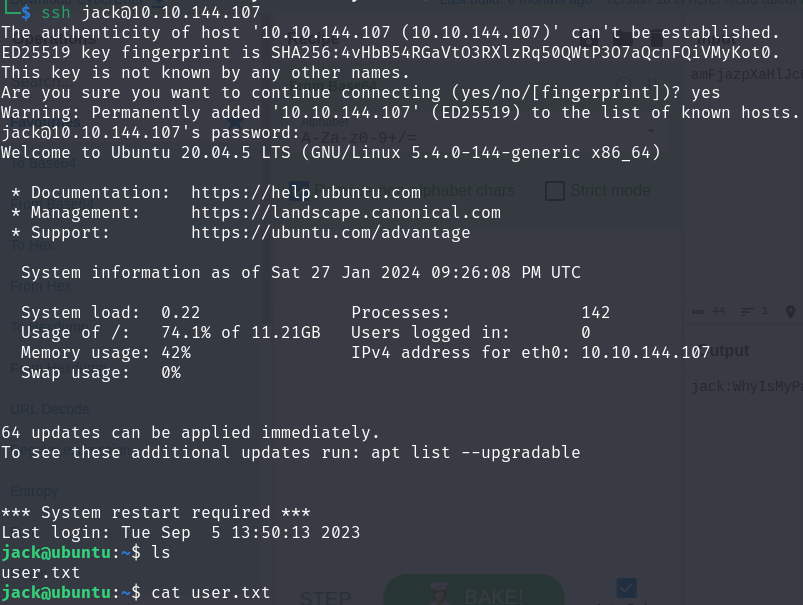 $ ssh jack@10.10.144.107
The authenticity of host '10.10.144.107 (10.10.144.107)' can't be established.
ED25519 key fingerprint is SHA256:4vHbB54RGaVtO3RXlzRq50QWtP3O7aQcnFQiVMyKot0.
This key is not known by any other names.
Are you sure you want to continue connecting (yes/no/[fingerprint])? yes
Warning: Permanently added '10.10.144.107' (ED25519) to the list of known hosts.
jack@10.10.144.107's password:
A-Za-z0-9+/=
Welcome to Ubuntu 20.04.5 LTS (GNU/Linux 5.4.0-144-generic x86_64)
* Documentation: https://help.ubuntu.com
alphabet chars
Strict mode
* Management: https://landscape.canonical.com
* Support: https://ubuntu.com/advantage
To Hex
System information as of Sat 27 Jan 2024 09:26:08 PM UTC
From Hex
System load: 0.22 Processes: 142
44
1
Usage of /: 74.1% of 11.21GB Users logged in: 0
Memory usage: 42% IPv4 address for eth0: 10.10.144.107
Output
Swap usage: 0%
jack:WhyIsMyP
URL Decode
64 updates can be applied immediately.
To see these additional updates run: apt list --upgradable
Entropy
*** System restart required ***
Last login: Tue Sep 5 13:50:13 2023
jack@ubuntu:~$ ls
user.txt
jack@ubuntu:~$ cat user.txt
STEP
BAKE!